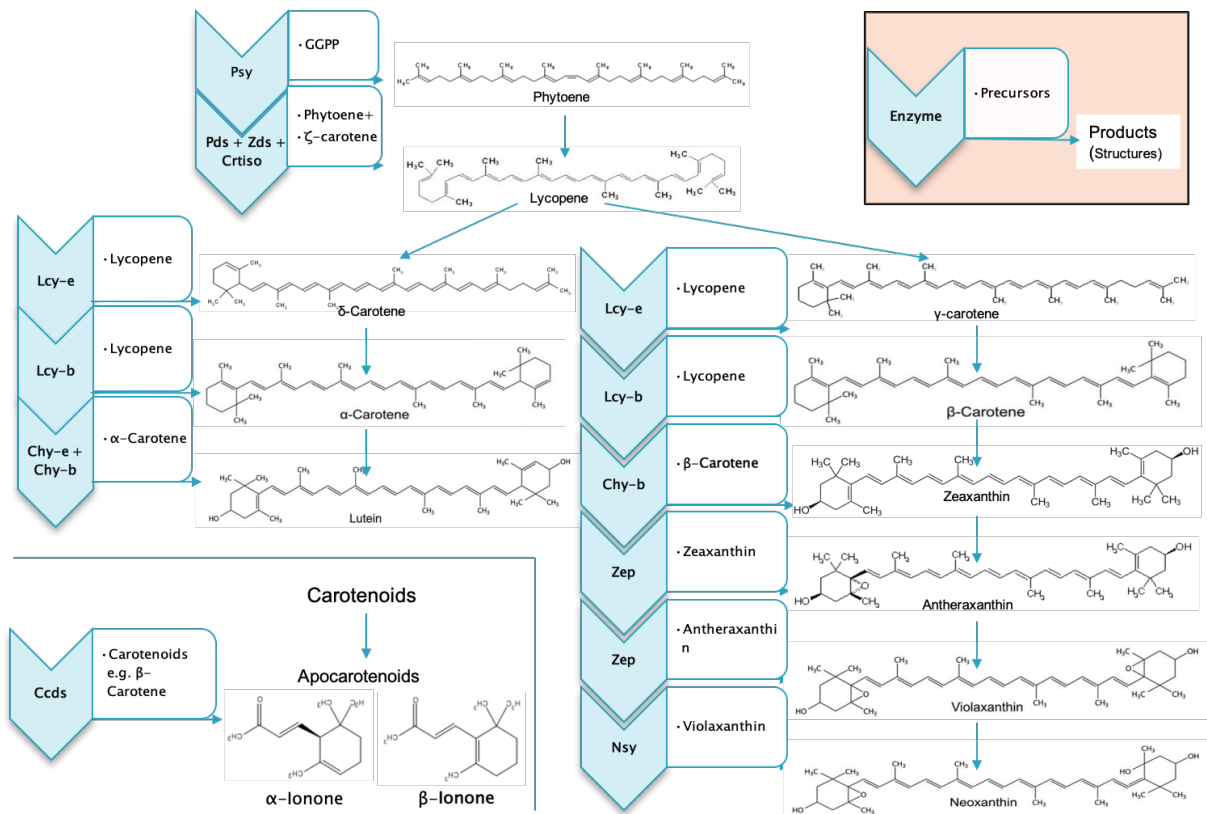 Psy
· GGPP
Phytoene
Pds + Zds +
Crtiso
· Phytoene+
· ζ-carotene
Lycopene
Enzyme
· Precursors
Products
(Structures)
Lcy-e
· Lycopene
δ-Carotene
Lcy-b
· Lycopene
α-Carotene
Chy-e +
Chy-b
· α-Carotene
Lutein
Lcy-e
· Lycopene
γ-carotene
Lcy-b
· Lycopene
β-Carotene
Chy-b
· β-Carotene
Zeaxanthin
Zep
· Zeaxanthin
Antheraxanthin
Zep
· Antheraxanthi
n
Violaxanthin
Nsy
· Violaxanthin
Neoxanthin
Carotenoids
Apocarotenoids
Ccds
· Carotenoids
e.g. β-
Carotene
α-Ionone
β-Ionone